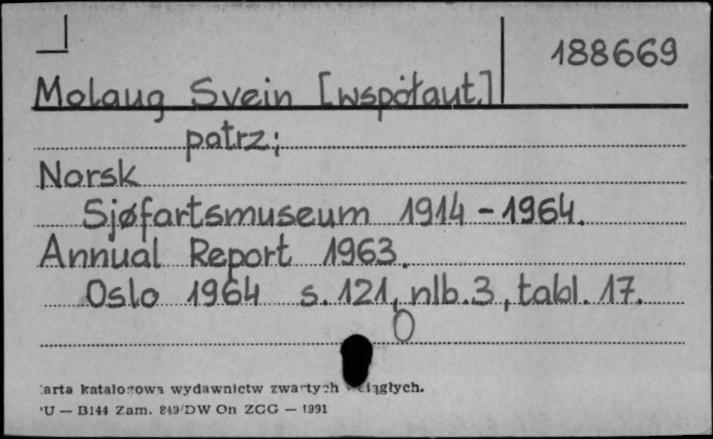 188669
Molaug Svein [współaut.]
patrz:
Norsk
Sjøfartsmuseum 1914-1964.
Annual Report 1963.
Oslo 1964 s. 121, nlb. 3, tabl. 17.
arta katalogowa wydawnictw zwartych ciągłych.
U — B144 Zam. 849/DW On ZGG — 1991